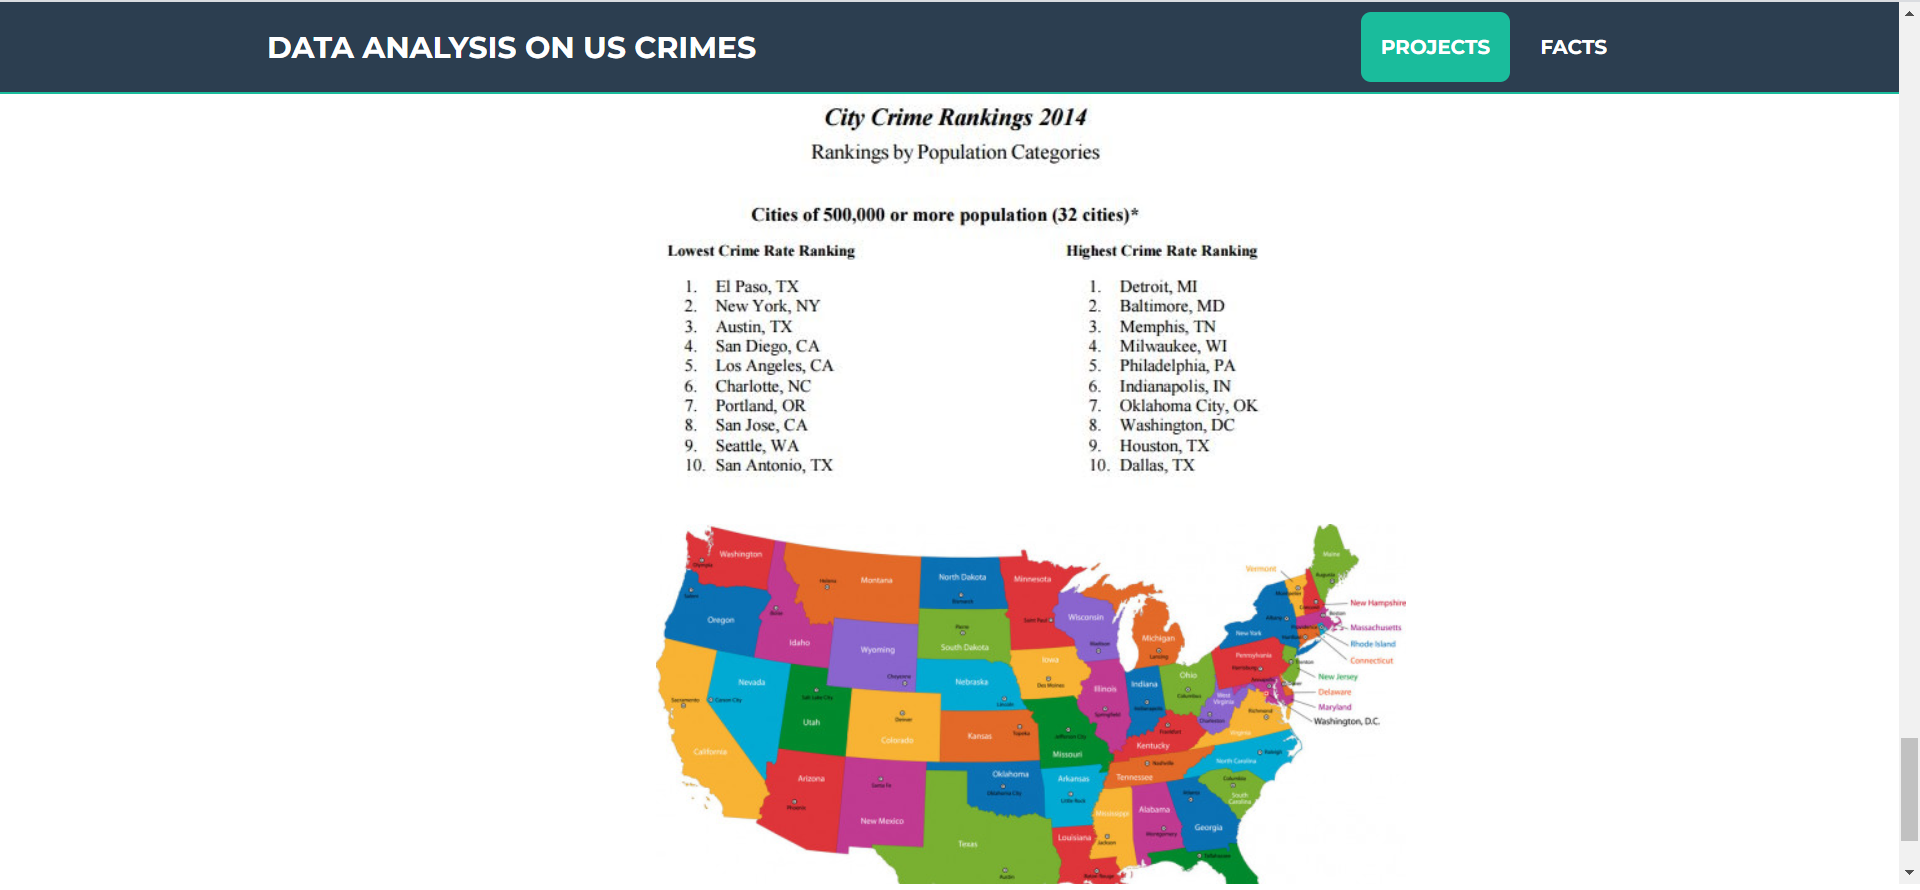 DATA ANALYSIS ON US CRIMES
PROJECTS
FACTS
City Crime Rankings 2014
Rankings by Population Categories
Cities of 500,000 or more population (32 cities)*
Lowest Crime Rate Ranking
1. El Paso, TX
2. New York, NY
3. Austin, TX
4. San Diego, CA
5. Los Angeles, CA
6. Charlotte, NC
7. Portland, OR
8. San Jose, CA
9. Seattle, WA
10. San Antonio, TX
Highest Crime Rate Ranking
1. Detroit, MI
2. Baltimore, MD
3. Memphis, TN
4. Milwaukee, WI
5. Philadelphia, PA
6. Indianapolis, IN
7. Oklahoma City, OK
8. Washington, DC
9. Houston, TX
10. Dallas, TX
Washington
Olympia
Oregon
Salem
Idaho
Boise
Montana
Helena
North Dakota
Bismarck
Minnesota
Saint Paul
Wisconsin
Madison
Michigan
Lansing
Vermont
Montpelier
Maine
Augusta
New Hampshire
Concord
Boston
Massachusetts
Rhode Island
Providence
Connecticut
Hartford
New York
Albany
Wyoming
Cheyenne
South Dakota
Pierre
Iowa
Des Moines
Nebraska
Lincoln
Nevada
Carson City
California
Sacramento
Utah
Salt Lake City
Colorado
Denver
Kansas
Topeka
Missouri
Jefferson City
Illinois
Springfield
Indiana
Indianapolis
Ohio
Columbus
Pennsylvania
Harrisburg
Trenton
New Jersey
Delaware
Dover
Annapolis
Maryland
Washington, D.C.
West
Virginia
Charleston
Richmond
Virginia
Kentucky
Frankfort
Tennessee
Nashville
North Carolina
Raleigh
Columbia
South
Carolina
Arizona
Phoenix
New Mexico
Santa Fe
Oklahoma
Oklahoma City
Arkansas
Little Rock
Mississippi
Jackson
Alabama
Montgomery
Georgia
Atlanta
Texas
Austin
Louisiana
Baton Rouge
Tallahassee